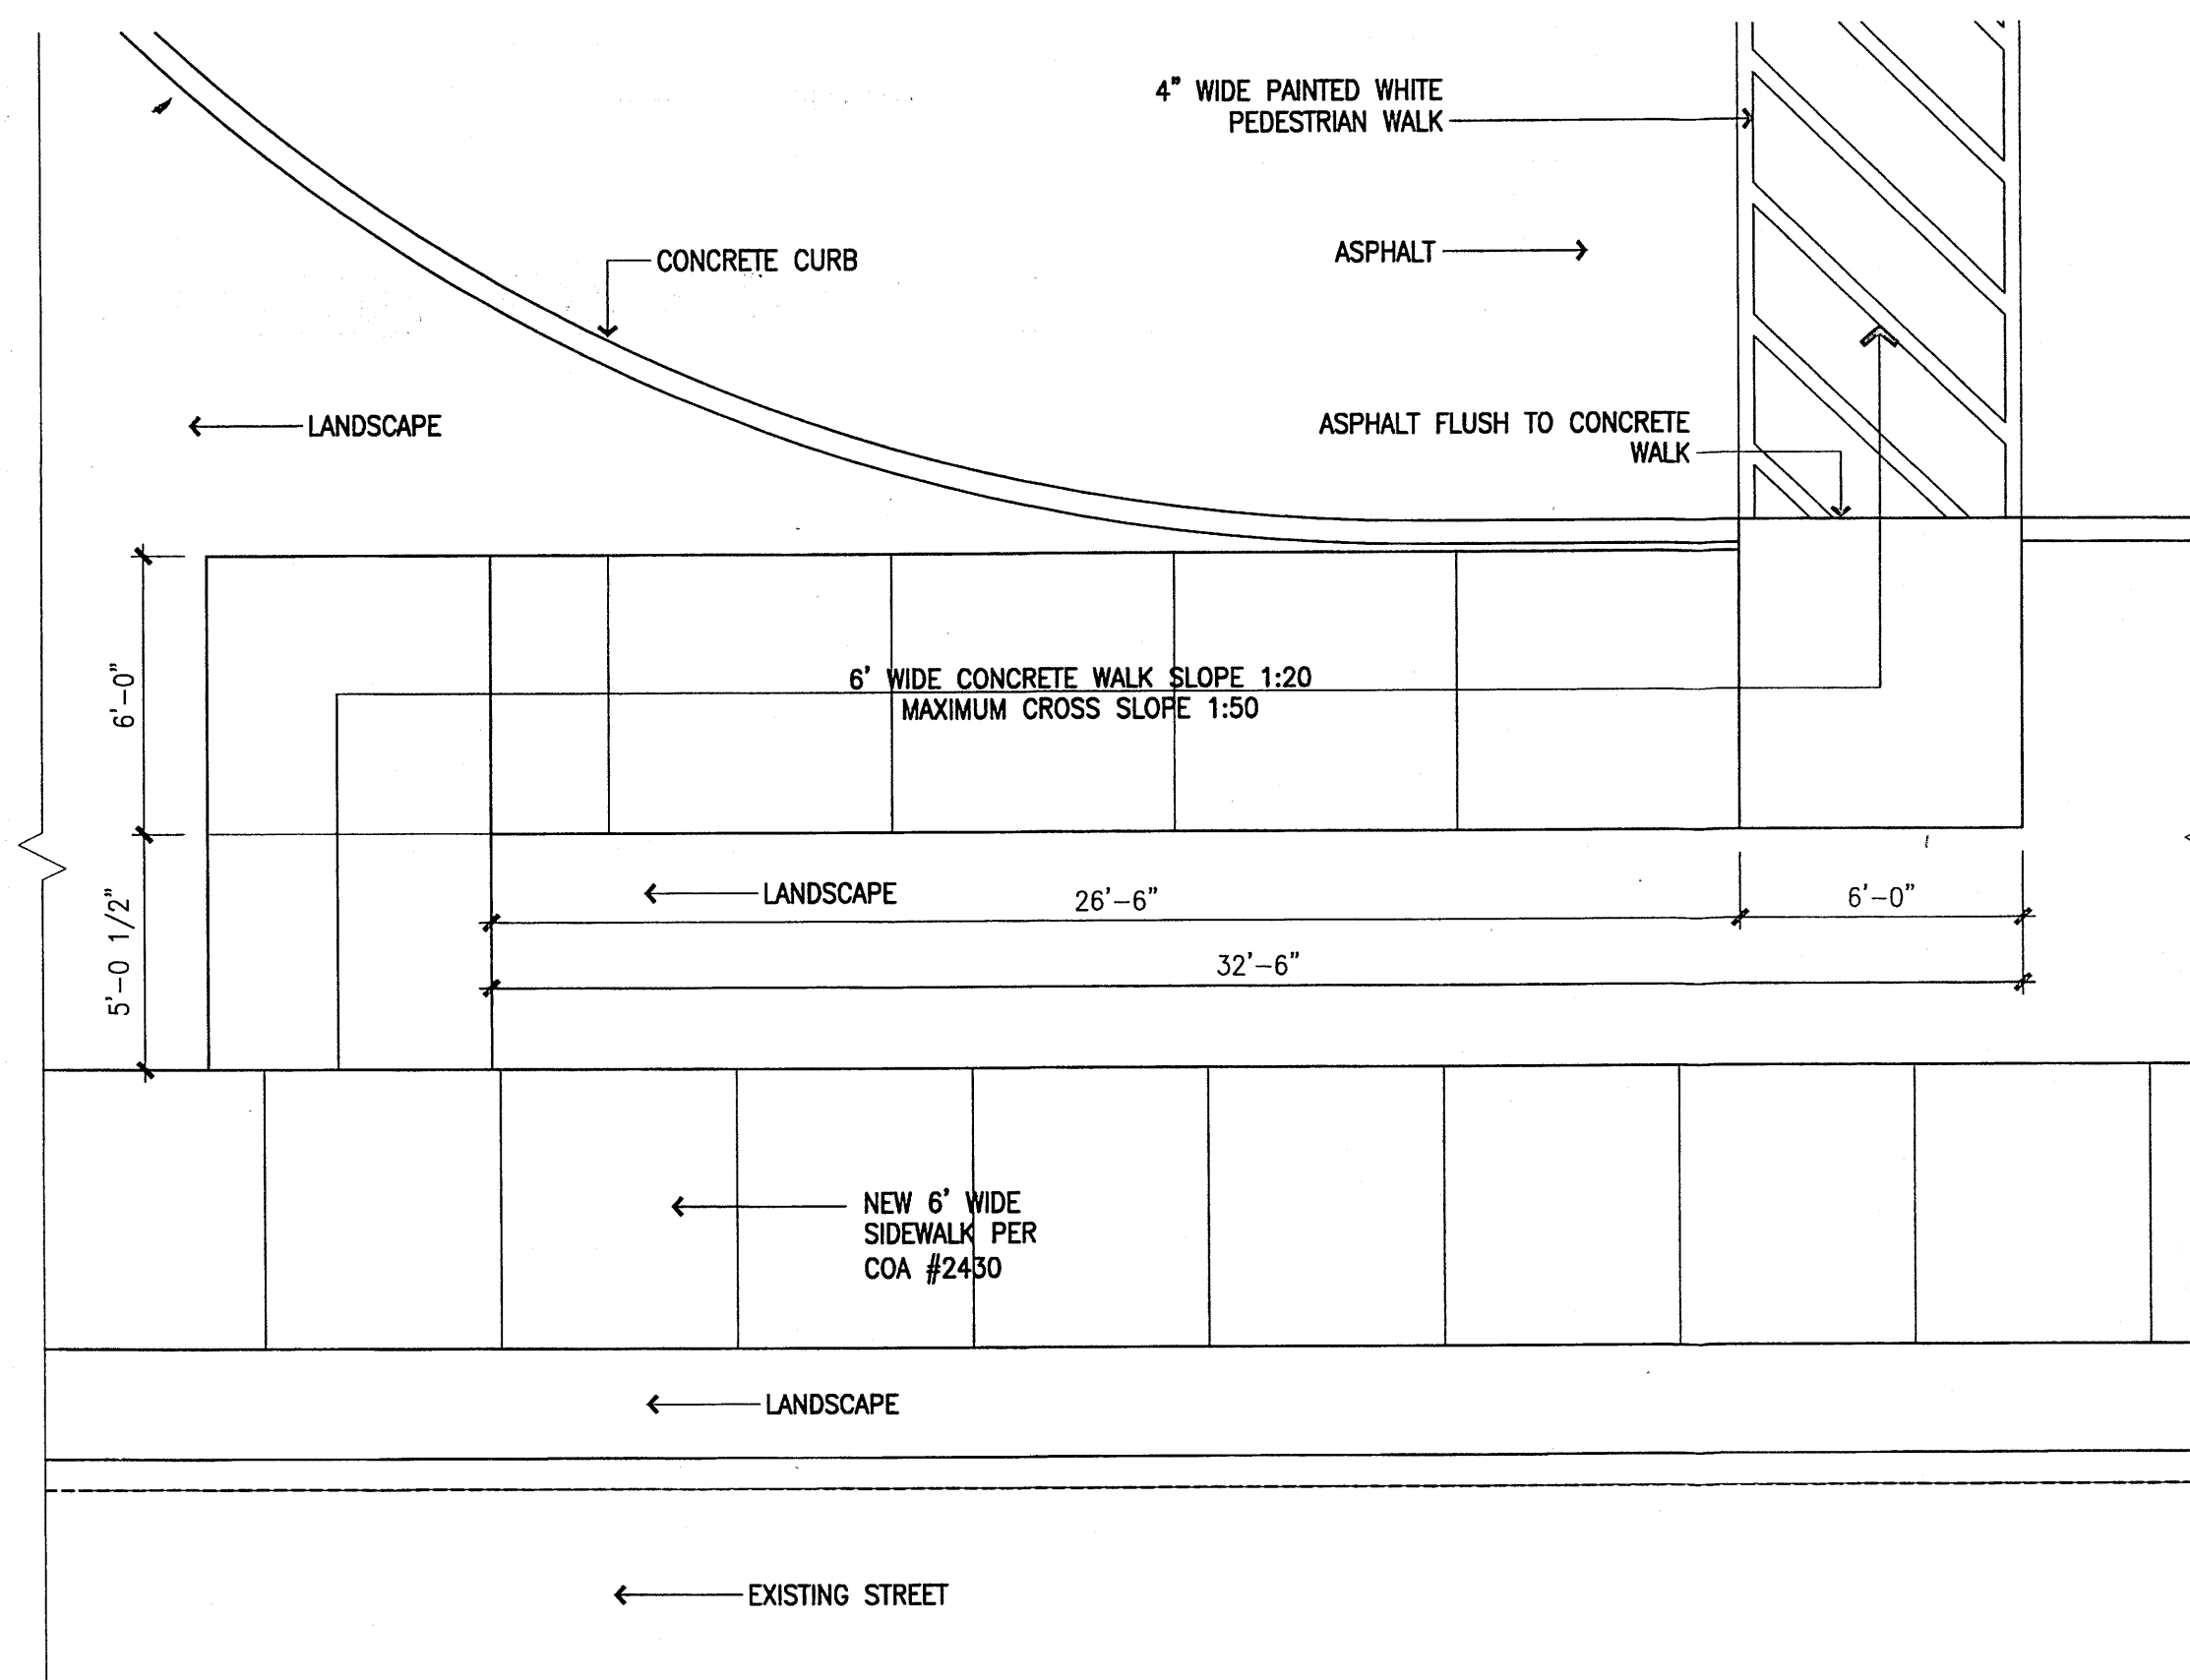 4" WIDE PAINTED WHITE
PEDESTRIAN WALK
CONCRETE CURB
ASPHALT
LANDSCAPE
ASPHALT FLUSH TO CONCRETE
WALK
6'-0"
6' WIDE CONCRETE WALK SLOPE 1:20
MAXIMUM CROSS SLOPE 1:50
5'-0 1/2"
LANDSCAPE
26'-6"
6'-0"
32'-6"
NEW 6' WIDE
SIDEWALK PER
COA #2430
LANDSCAPE
EXISTING STREET